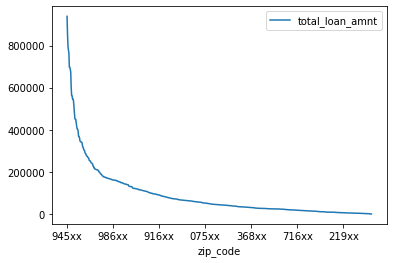 total_loan_amnt
800000
600000
400000
200000
0
945xx 986xx 916xx 075xx 368xx 716xx 219xx
zip_code